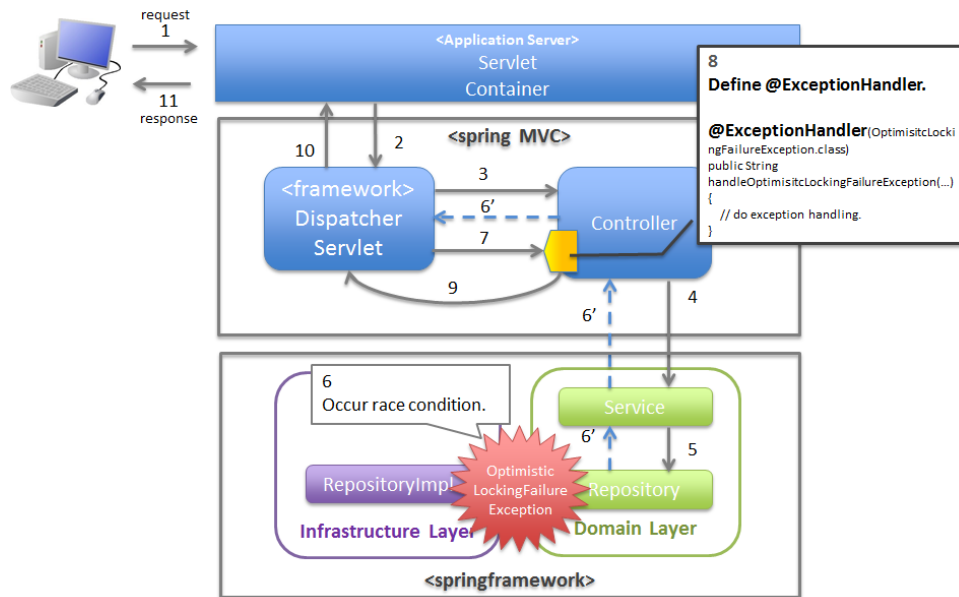 request
1
11
response
<Application Server>
Servlet
Container
8
Define @ExceptionHandler.
@ExceptionHandler(OptimisitcLocki
ngFailureException.class)
public String
handleOptimisitcLockingFailureException(...)
{
// do exception handling.
}
10
2
<spring MVC>
<framework>
Dispatcher
Servlet
3
6’
7
9
Controller
6’
4
6
Occur race condition.
Service
6’
5
RepositoryImpl
Optimistic
LockingFailure
Exception
Repository
Infrastructure Layer
Domain Layer
<springframework>